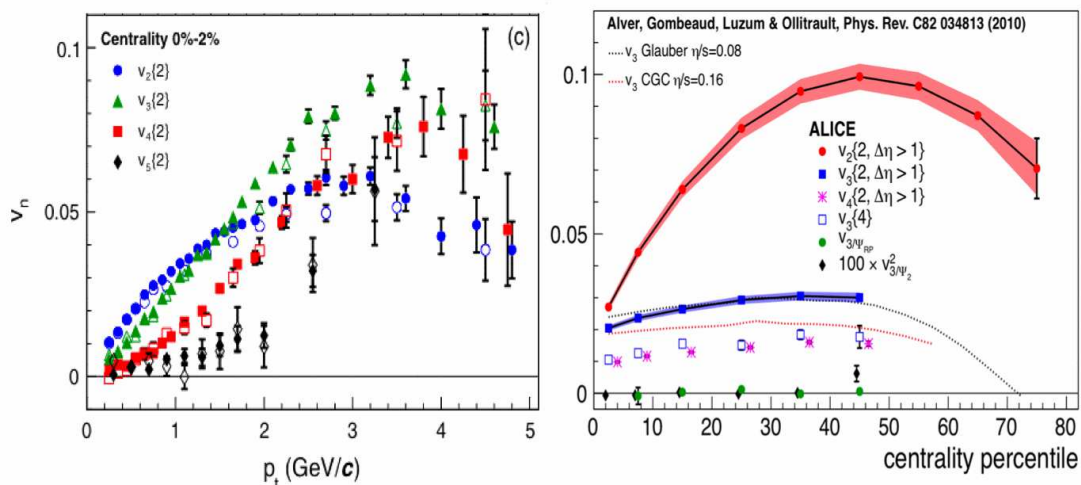 (c)
Centrality 0%-2%
v₂{2}
v₃{2}
v₄{2}
v₅{2}
vₙ
0.1
0.05
0
0 1 2 3 4 5
pₜ (GeV/c)
Alver, Gombeaud, Luzum & Ollitrault, Phys. Rev. C82 034813 (2010)
v₃ Glauber η/s=0.08
v₃ CGC η/s=0.16
ALICE
v₂{2, Δη > 1}
v₃{2, Δη > 1}
v₄{2, Δη > 1}
v₃{4}
v₃/Ψ_RP
100 × v²₃/Ψ₂
0.1
0.05
0
0 10 20 30 40 50 60 70 80
centrality percentile